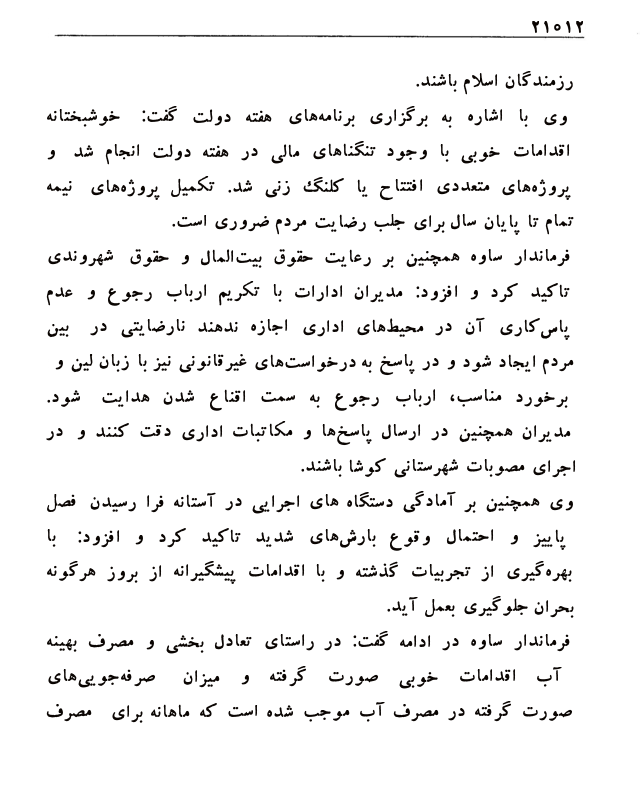 ۲۱۰۱۲
رزمندگان اسلام باشند.
وی با اشاره به برگزاری برنامه‌های هفته دولت گفت: خوشبختانه
اقدامات خوبی با وجود تنگناهای مالی در هفته دولت انجام شد و
پروژه‌های متعددی افتتاح یا کلنگ زنی شد. تکمیل پروژه‌های نیمه
تمام تا پایان سال برای جلب رضایت مردم ضروری است.
فرماندار ساوه همچنین بر رعایت حقوق بیت‌المال و حقوق شهروندی
تاکید کرد و افزود: مدیران ادارات با تکریم ارباب رجوع و عدم
پاس‌کاری آن در محیط‌های اداری اجازه ندهند نارضایتی در بین
مردم ایجاد شود و در پاسخ به درخواست‌های غیرقانونی نیز با زبان لین و
برخورد مناسب، ارباب رجوع به سمت اقناع شدن هدایت شود.
مدیران همچنین در ارسال پاسخ‌ها و مکاتبات اداری دقت کنند و در
اجرای مصوبات شهرستانی کوشا باشند.
وی همچنین بر آمادگی دستگاه های اجرایی در آستانه فرا رسیدن فصل
پاییز و احتمال وقوع بارش‌های شدید تاکید کرد و افزود: با
بهره‌گیری از تجربیات گذشته و با اقدامات پیشگیرانه از بروز هرگونه
بحران جلوگیری بعمل آید.
فرماندار ساوه در ادامه گفت: در راستای تعادل بخشی و مصرف بهینه
آب اقدامات خوبی صورت گرفته و میزان صرفه‌جویی‌های
صورت گرفته در مصرف آب موجب شده است که ماهانه برای مصرف